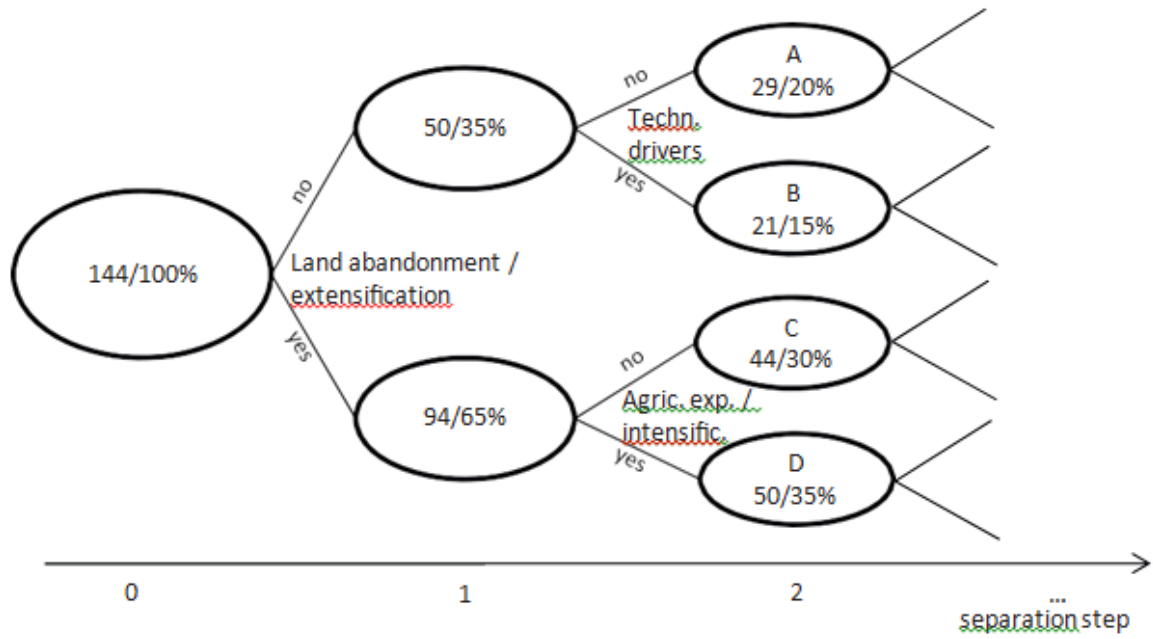 144/100%
no
Land abandonment /
extensification
yes
50/35%
94/65%
no
Techn.
drivers
yes
no
Agric. exp. /
intensific.
yes
A
29/20%
B
21/15%
C
44/30%
D
50/35%
0
1
2
...
separation step